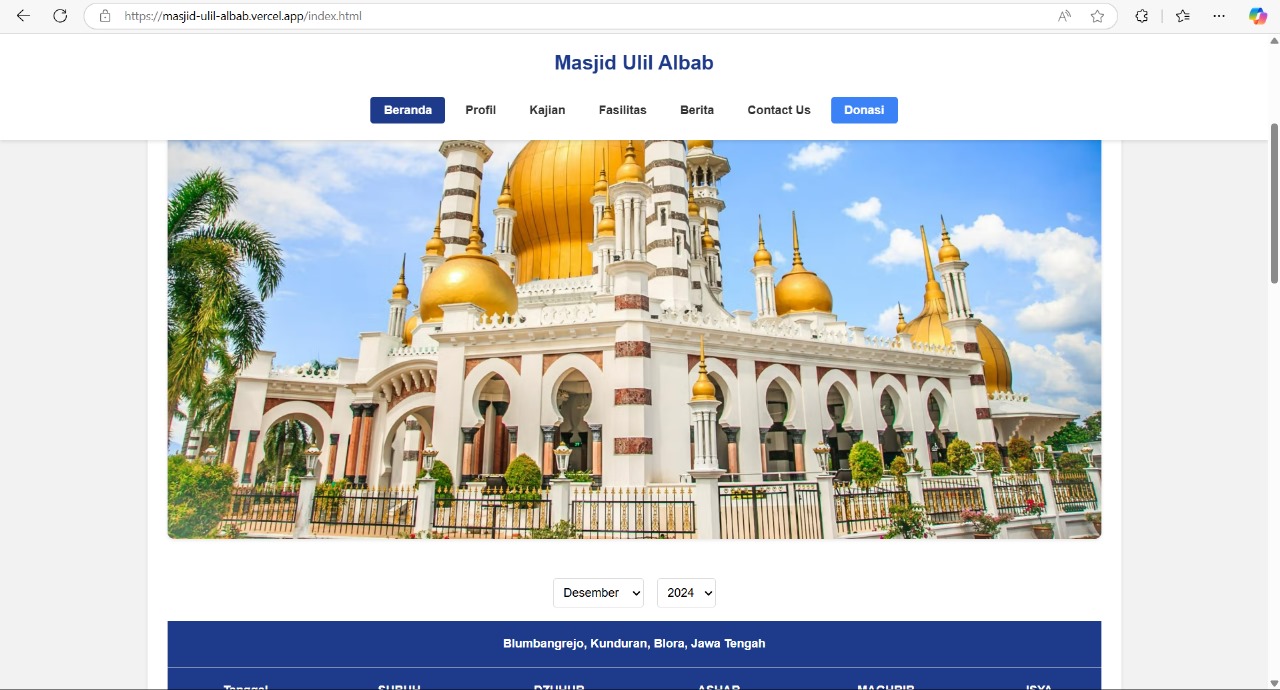 https://masjid-ulil-albab.vercel.app/index.html
Masjid Ulil Albab
Beranda Profil Kajian Fasilitas Berita Contact Us Donasi
Desember 2024
Blumbangrejo, Kunduran, Blora, Jawa Tengah
Tanggal SUBUH DZUHUR ASHAR MAGHRIB ISYA